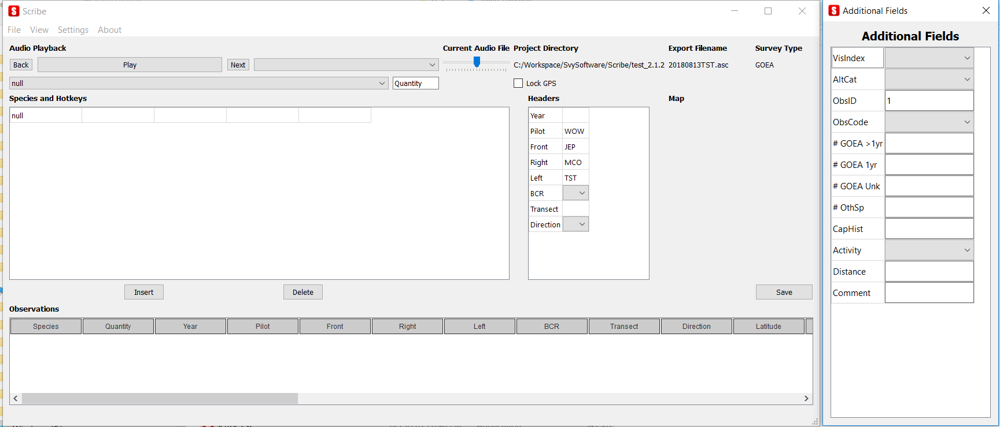 Scribe
File View Settings About
Audio Playback
Current Audio File
Project Directory
Export Filename
Survey Type
Back
Play
Next
C:/Workspace/SvySoftware/Scribe/test_2.1.2
20180813TST.asc
GOEA
null
Quantity
Lock GPS
Species and Hotkeys
Headers
Map
null
Year
Pilot WOW
Front JEP
Right MCO
Left TST
BCR
Transect
Direction
Insert
Delete
Save
Observations
Species Quantity Year Pilot Front Right Left BCR Transect Direction Latitude
Additional Fields
Additional Fields
VisIndex
AltCat
ObsID 1
ObsCode
# GOEA >1yr
# GOEA 1yr
# GOEA Unk
# OthSp
CapHist
Activity
Distance
Comment